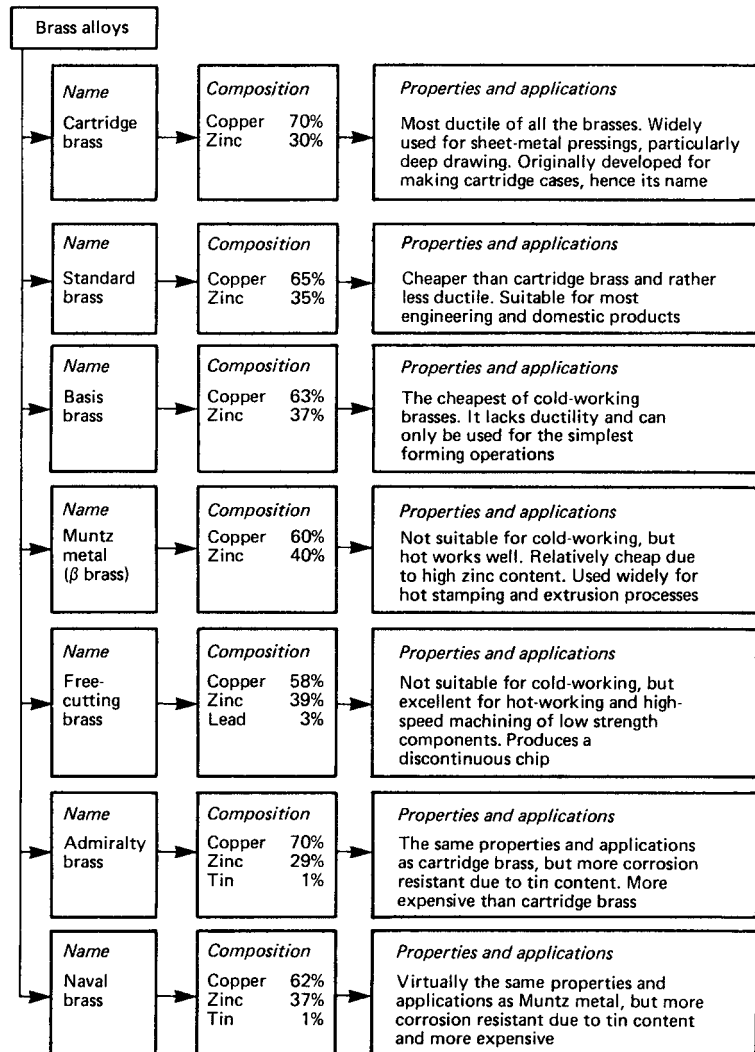 Brass alloys
Name
Cartridge
brass
Composition
Copper 70%
Zinc 30%
Properties and applications
Most ductile of all the brasses. Widely
used for sheet-metal pressings, particularly
deep drawing. Originally developed for
making cartridge cases, hence its name
Name
Standard
brass
Composition
Copper 65%
Zinc 35%
Properties and applications
Cheaper than cartridge brass and rather
less ductile. Suitable for most
engineering and domestic products
Name
Basis
brass
Composition
Copper 63%
Zinc 37%
Properties and applications
The cheapest of cold-working
brasses. It lacks ductility and can
only be used for the simplest
forming operations
Name
Muntz
metal
(β brass)
Composition
Copper 60%
Zinc 40%
Properties and applications
Not suitable for cold-working, but
hot works well. Relatively cheap due
to high zinc content. Used widely for
hot stamping and extrusion processes
Name
Free-
cutting
brass
Composition
Copper 58%
Zinc 39%
Lead 3%
Properties and applications
Not suitable for cold-working, but
excellent for hot-working and high-
speed machining of low strength
components. Produces a
discontinuous chip
Name
Admiralty
brass
Composition
Copper 70%
Zinc 29%
Tin 1%
Properties and applications
The same properties and applications
as cartridge brass, but more corrosion
resistant due to tin content. More
expensive than cartridge brass
Name
Naval
brass
Composition
Copper 62%
Zinc 37%
Tin 1%
Properties and applications
Virtually the same properties and
applications as Muntz metal, but more
corrosion resistant due to tin content
and more expensive